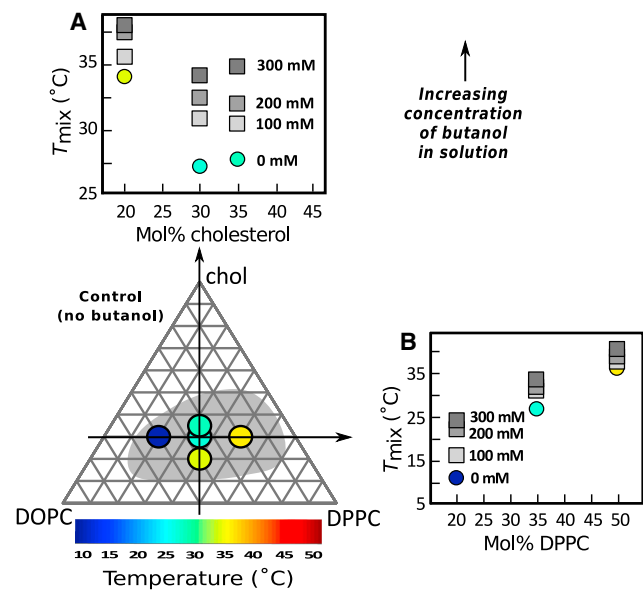 A
300 mM
200 mM
100 mM
0 mM
35
30
25
Tmix (˚C)
20 25 30 35 40 45
Mol% cholesterol
Increasing
concentration
of butanol
in solution
chol
Control
(no butanol)
DOPC
DPPC
10 15 20 25 30 35 40 45 50
Temperature (˚C)
B
35
25
15
5
Tmix (˚C)
300 mM
200 mM
100 mM
0 mM
20 25 30 35 40 45 50
Mol% DPPC